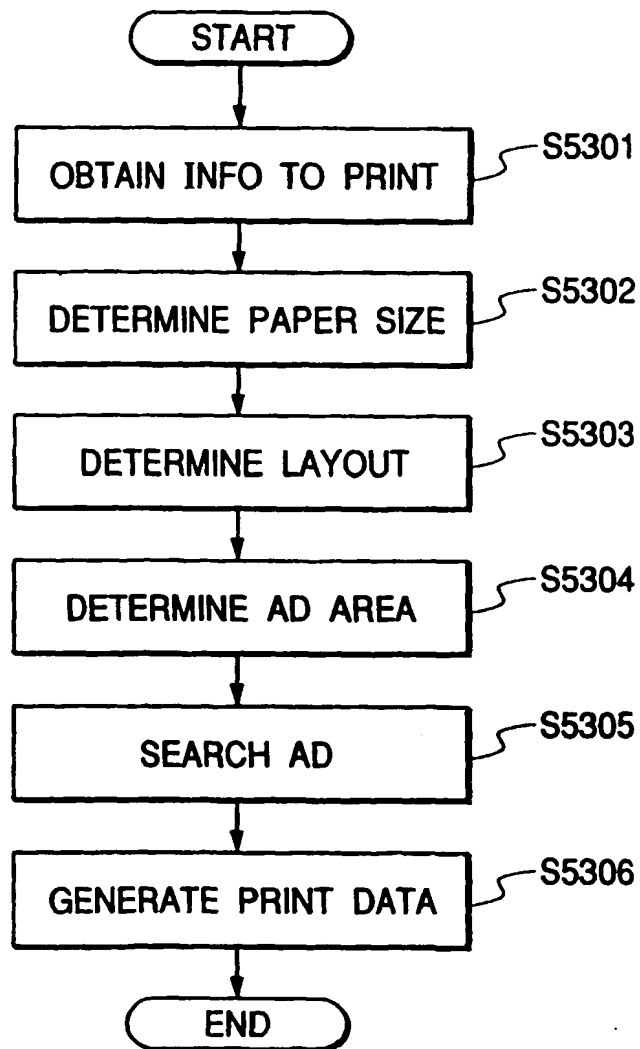 START
OBTAIN INFO TO PRINT
S5301
DETERMINE PAPER SIZE
S5302
DETERMINE LAYOUT
S5303
DETERMINE AD AREA
S5304
SEARCH AD
S5305
GENERATE PRINT DATA
S5306
END